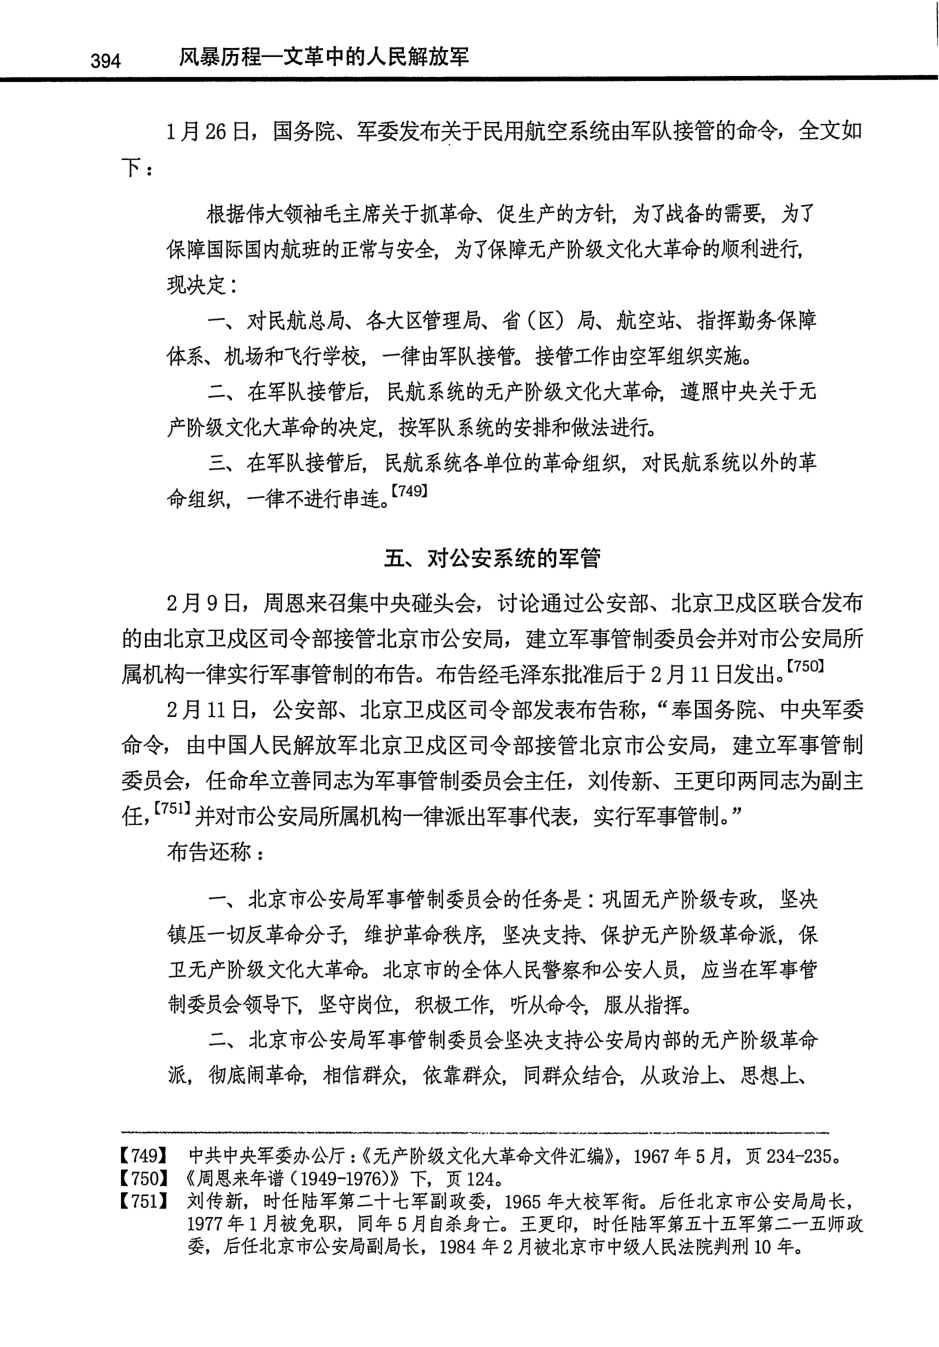 394 风暴历程—文革中的人民解放军
1月26日，国务院、军委发布关于民用航空系统由军队接管的命令，全文如
下：
根据伟大领袖毛主席关于抓革命、促生产的方针，为了战备的需要，为了
保障国际国内航班的正常与安全，为了保障无产阶级文化大革命的顺利进行，
现决定：
一、对民航总局、各大区管理局、省（区）局、航空站、指挥勤务保障
体系、机场和飞行学校，一律由军队接管。接管工作由空军组织实施。
二、在军队接管后，民航系统的无产阶级文化大革命，遵照中央关于无
产阶级文化大革命的决定，按军队系统的安排和做法进行。
三、在军队接管后，民航系统各单位的革命组织，对民航系统以外的革
命组织，一律不进行串连。【749】
五、对公安系统的军管
2月9日，周恩来召集中央碰头会，讨论通过公安部、北京卫戍区联合发布
的由北京卫戍区司令部接管北京市公安局，建立军事管制委员会并对市公安局所
属机构一律实行军事管制的布告。布告经毛泽东批准后于2月11日发出。【750】
2月11日，公安部、北京卫戍区司令部发表布告称，“奉国务院、中央军委
命令，由中国人民解放军北京卫戍区司令部接管北京市公安局，建立军事管制
委员会，任命牟立善同志为军事管制委员会主任，刘传新、王更印两同志为副主
任，【751】并对市公安局所属机构一律派出军事代表，实行军事管制。”
布告还称：
一、北京市公安局军事管制委员会的任务是：巩固无产阶级专政，坚决
镇压一切反革命分子，维护革命秩序，坚决支持、保护无产阶级革命派，保
卫无产阶级文化大革命。北京市的全体人民警察和公安人员，应当在军事管
制委员会领导下，坚守岗位，积极工作，听从命令，服从指挥。
二、北京市公安局军事管制委员会坚决支持公安局内部的无产阶级革命
派，彻底闹革命，相信群众，依靠群众，同群众结合，从政治上、思想上、
【749】 中共中央军委办公厅：《无产阶级文化大革命文件汇编》，1967年5月，页234-235。
【750】《周恩来年谱（1949-1976）》下，页124。
【751】 刘传新，时任陆军第二十七军副政委，1965年大校军衔。后任北京市公安局局长，
1977年1月被免职，同年5月自杀身亡。王更印，时任陆军第五十五军第二一五师政
委，后任北京市公安局副局长，1984年2月被北京市中级人民法院判刑10年。